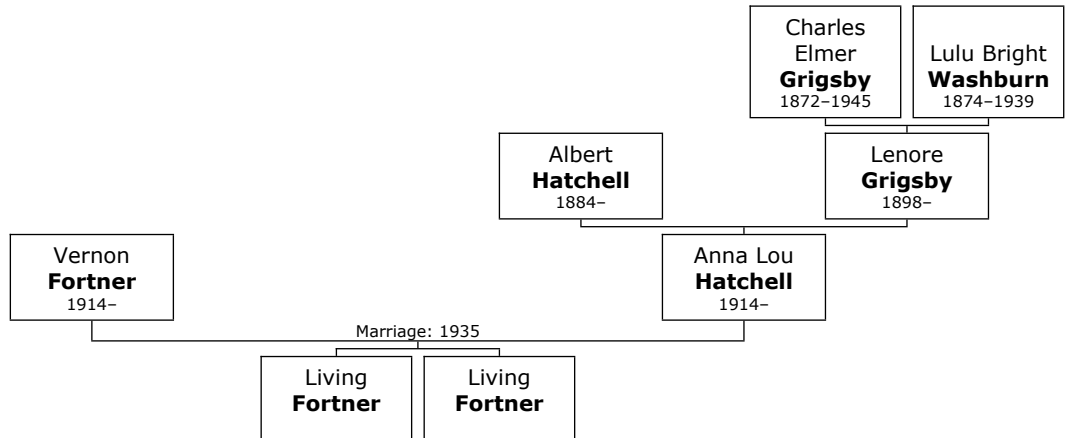 Charles
Elmer
Grigsby
1872–1945
Lulu Bright
Washburn
1874–1939
Albert
Hatchell
1884–
Lenore
Grigsby
1898–
Vernon
Fortner
1914–
Anna Lou
Hatchell
1914–
Marriage: 1935
Living
Fortner
Living
Fortner